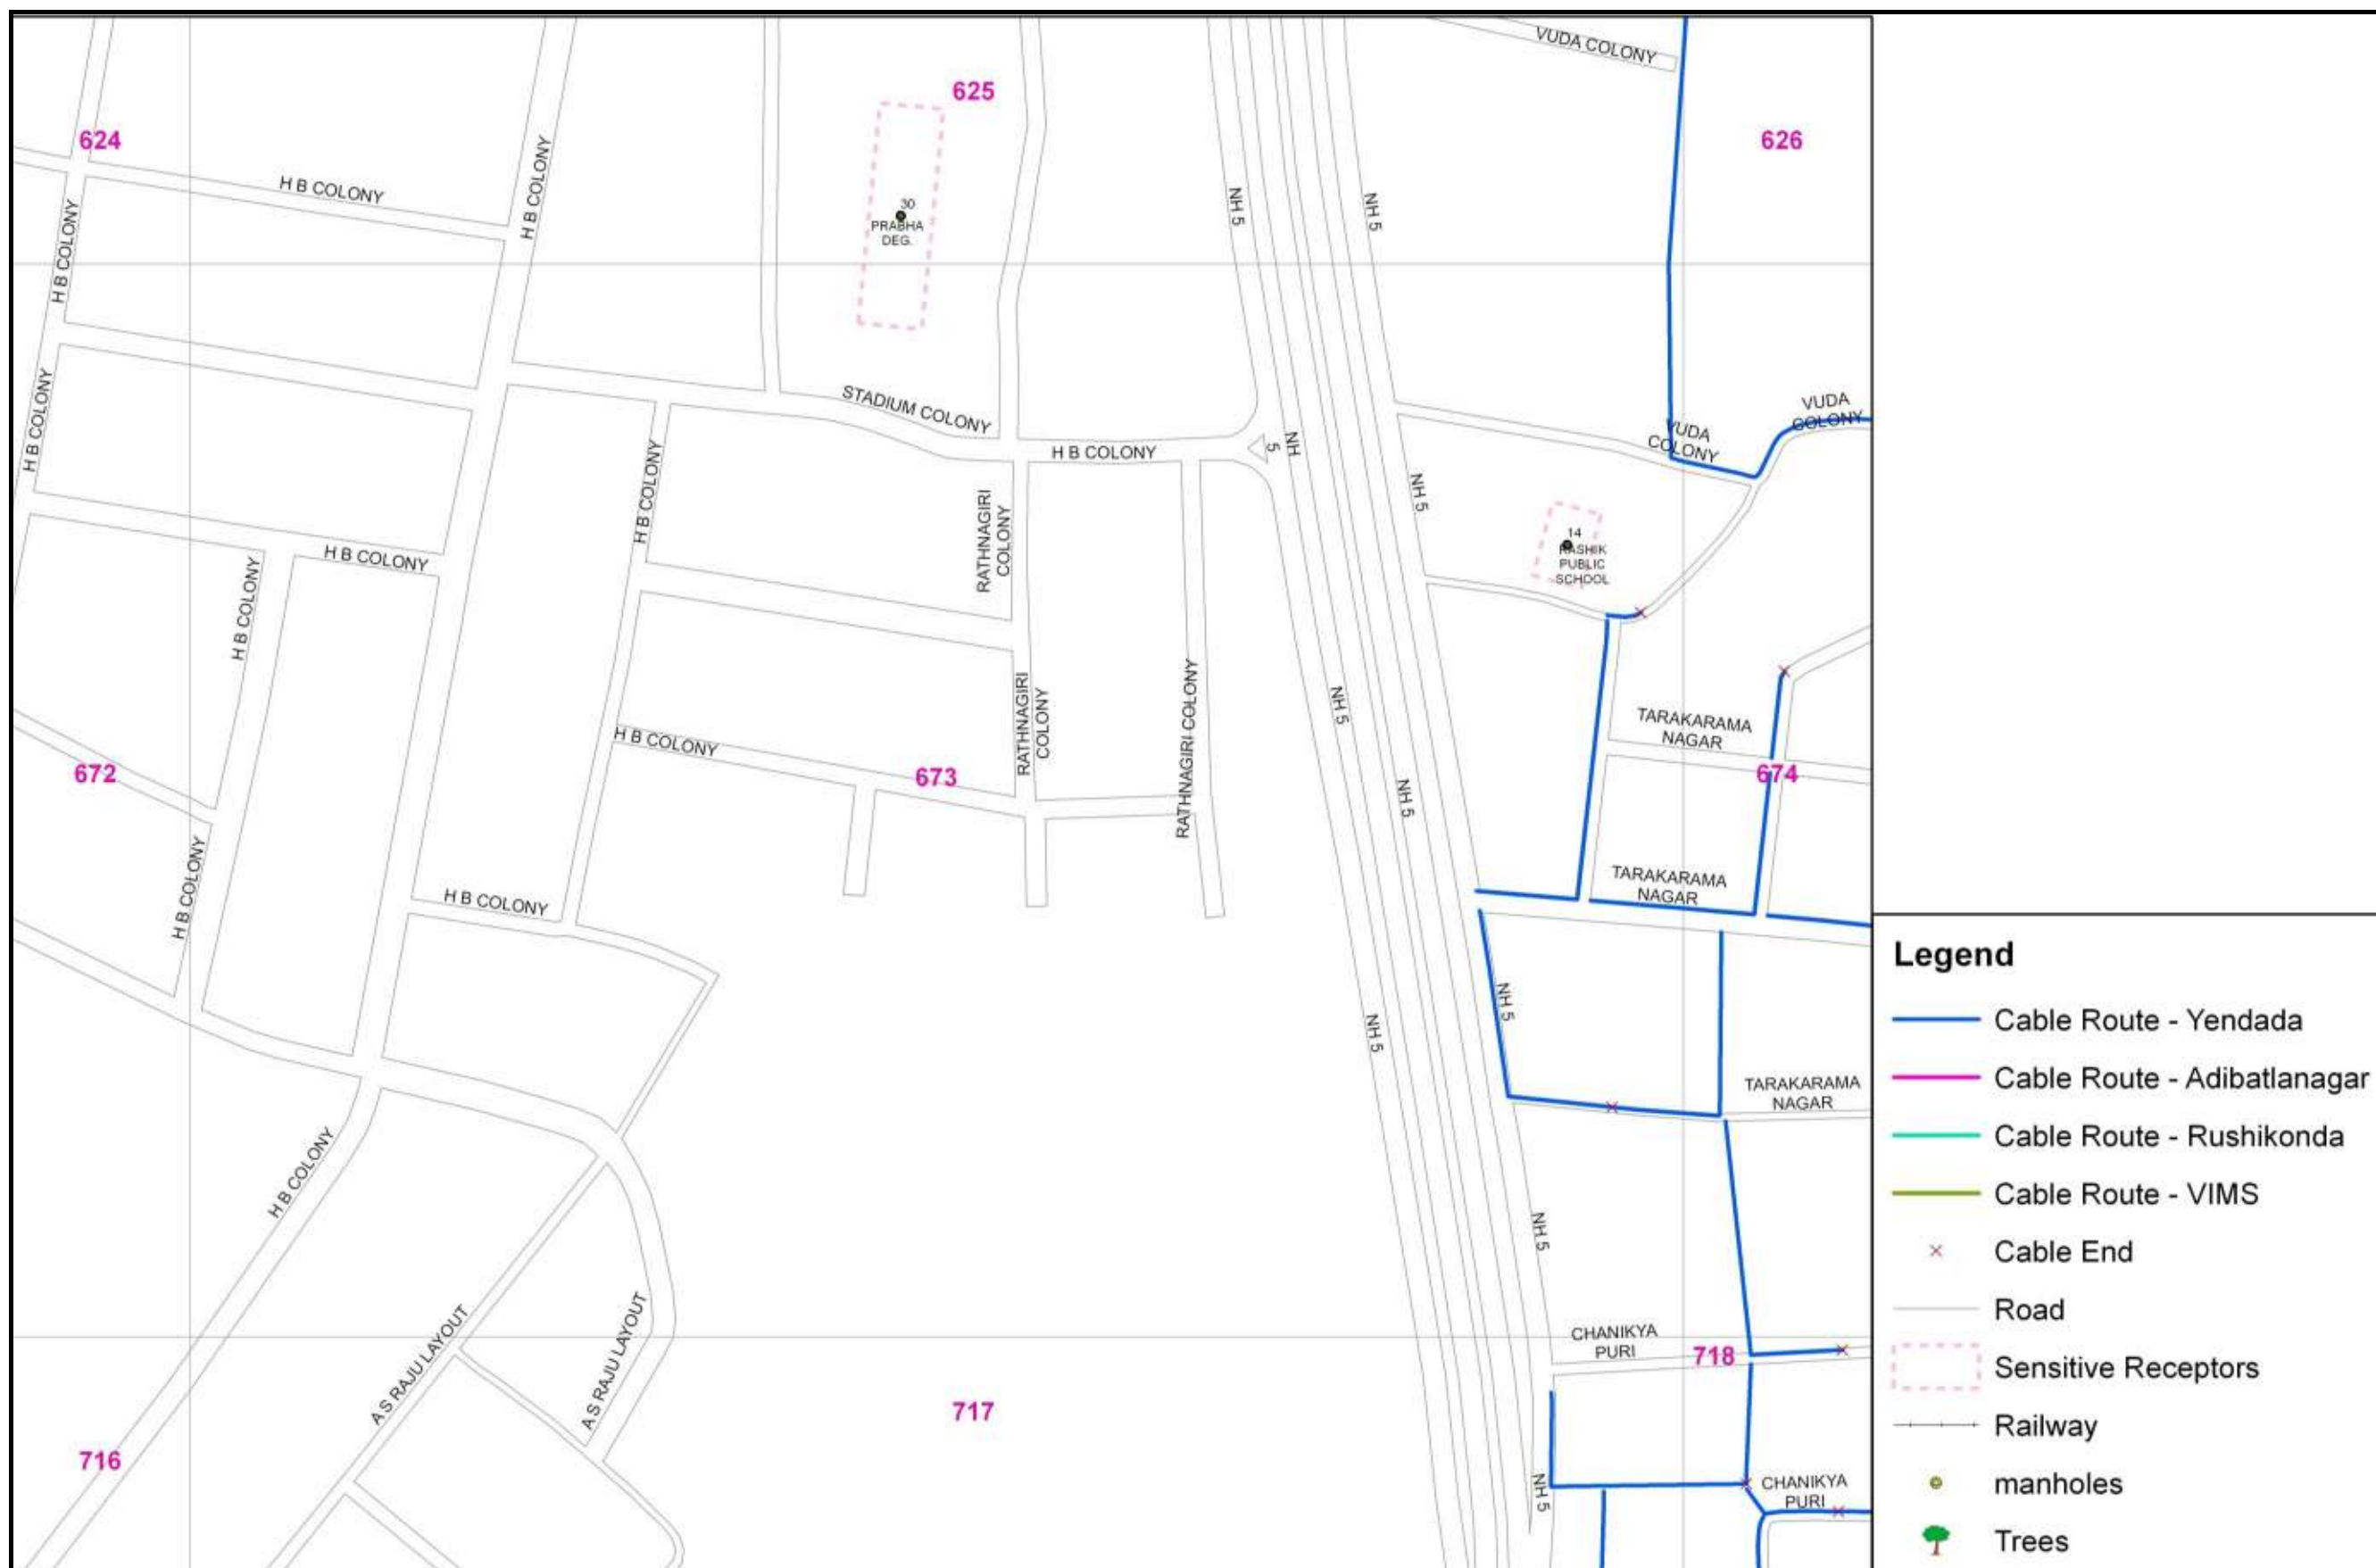 VUDA COLONY
625
624
626
H B COLONY
H B COLONY
H B COLONY
NH 5
NH 5
30
PRABHA
DEG.
STADIUM COLONY
VUDA
COLONY
VUDA
COLONY
H B COLONY
H B COLONY
H B COLONY
NH
5
NH 5
RATHNAGIRI
COLONY
14
RASHIK
PUBLIC
SCHOOL
H B COLONY
H B COLONY
RATHNAGIRI
COLONY
RATHNAGIRI COLONY
NH 5
TARAKARAMA
NAGAR
H B COLONY
672
673
674
NH 5
H B COLONY
H B COLONY
TARAKARAMA
NAGAR
NH 5
NH 5
TARAKARAMA
NAGAR
H B COLONY
NH 5
A S RAJU LAYOUT
A S RAJU LAYOUT
CHANIKYA
PURI
718
717
716
NH 5
CHANIKYA
PURI
Legend
Cable Route - Yendada
Cable Route - Adibatlanagar
Cable Route - Rushikonda
Cable Route - VIMS
Cable End
Road
Sensitive Receptors
Railway
manholes
Trees